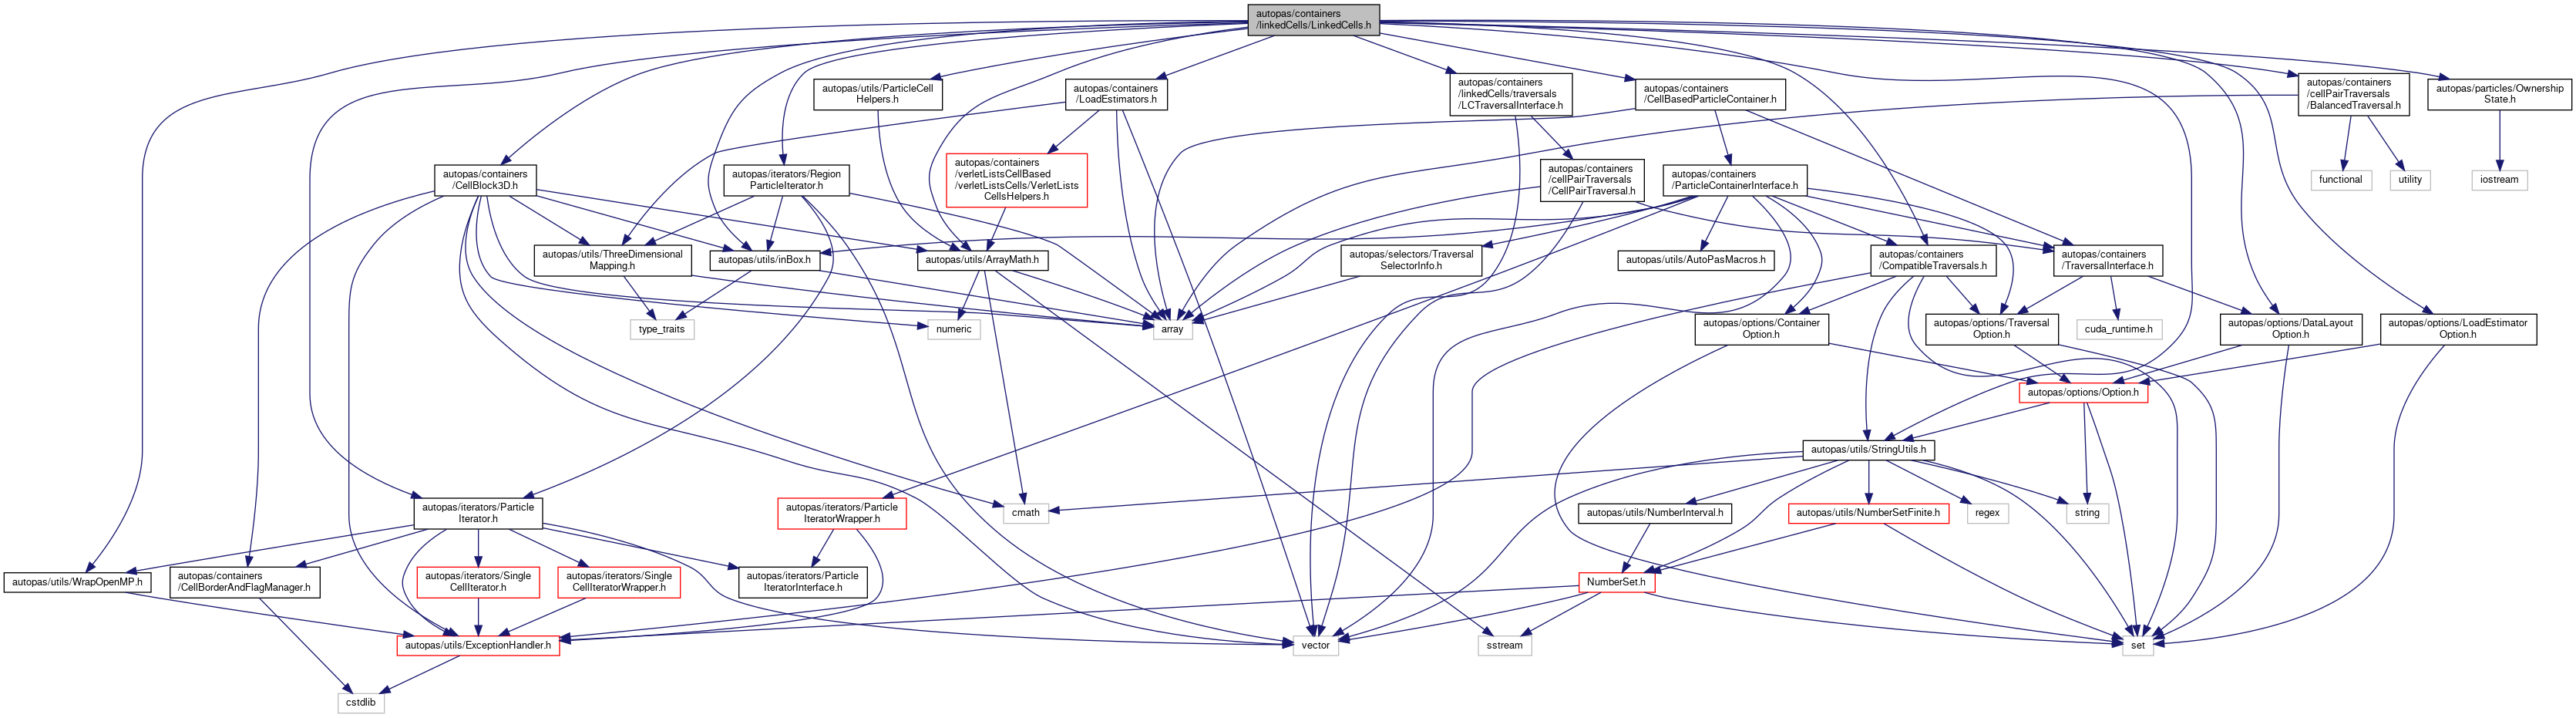 autopas/containers
/linkedCells/LinkedCells.h
autopas/utils/ParticleCell
Helpers.h
autopas/containers
/LoadEstimators.h
autopas/containers
/linkedCells/traversals
/LCTraversalInterface.h
autopas/containers
/CellBasedParticleContainer.h
autopas/containers
/cellPairTraversals
/BalancedTraversal.h
autopas/particles/Ownership
State.h
autopas/containers
/CellBlock3D.h
autopas/iterators/Region
ParticleIterator.h
autopas/containers
/verletListsCellBased
/verletListsCells/VerletLists
CellsHelpers.h
autopas/containers
/cellPairTraversals
/CellPairTraversal.h
autopas/containers
/ParticleContainerInterface.h
functional
utility
iostream
autopas/utils/ThreeDimensional
Mapping.h
autopas/utils/inBox.h
autopas/utils/ArrayMath.h
autopas/selectors/Traversal
SelectorInfo.h
autopas/utils/AutoPasMacros.h
autopas/containers
/CompatibleTraversals.h
autopas/containers
/TraversalInterface.h
type_traits
numeric
array
autopas/options/Container
Option.h
autopas/options/Traversal
Option.h
cuda_runtime.h
autopas/options/DataLayout
Option.h
autopas/options/LoadEstimator
Option.h
autopas/options/Option.h
autopas/utils/StringUtils.h
autopas/iterators/Particle
Iterator.h
autopas/iterators/Particle
IteratorWrapper.h
cmath
autopas/utils/NumberInterval.h
autopas/utils/NumberSetFinite.h
regex
string
autopas/utils/WrapOpenMP.h
autopas/containers
/CellBorderAndFlagManager.h
autopas/iterators/Single
CellIterator.h
autopas/iterators/Single
CellIteratorWrapper.h
autopas/iterators/Particle
IteratorInterface.h
NumberSet.h
autopas/utils/ExceptionHandler.h
vector
sstream
set
cstdlib